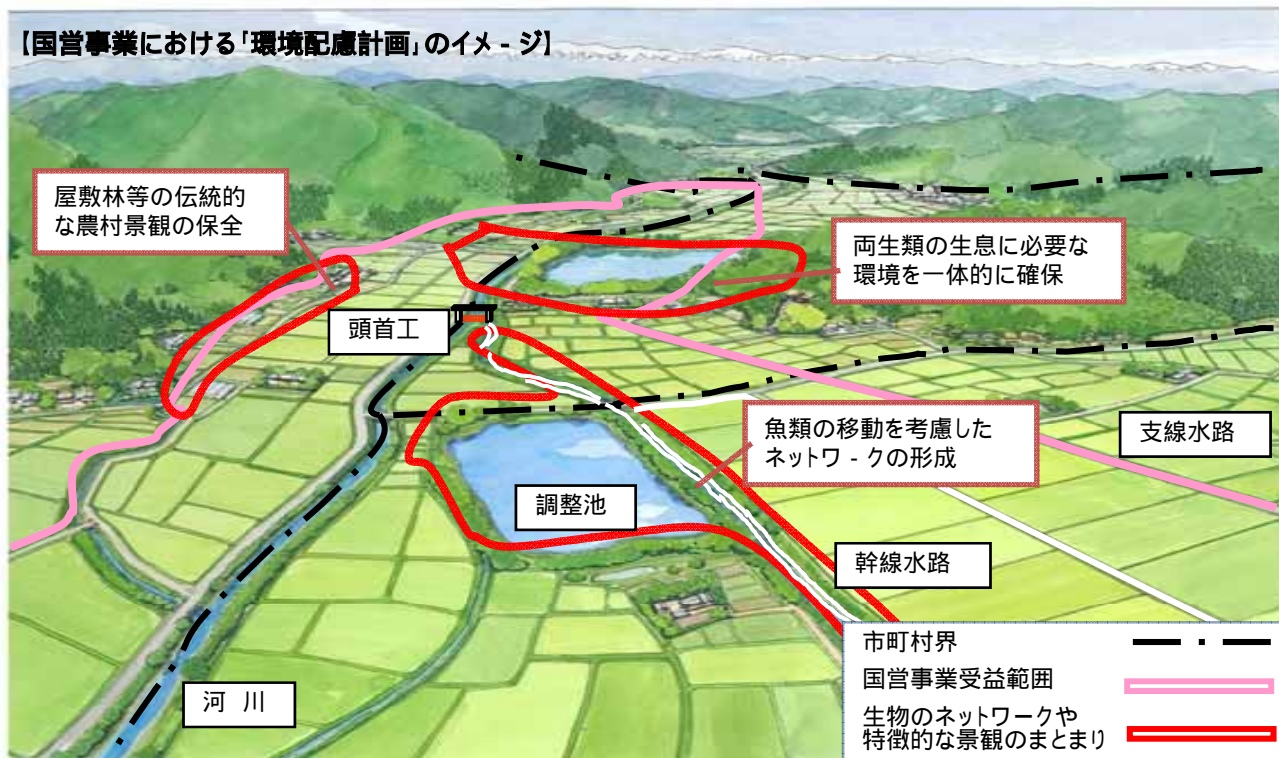 【国営事業における「環境配慮計画」のイメ-ジ】
屋敷林等の伝統的
な農村景観の保全
両生類の生息に必要な
環境を一体的に確保
頭首工
魚類の移動を考慮した
ネットワ-クの形成
支線水路
調整池
幹線水路
河 川
市町村界
国営事業受益範囲
生物のネットワークや
特徴的な景観のまとまり